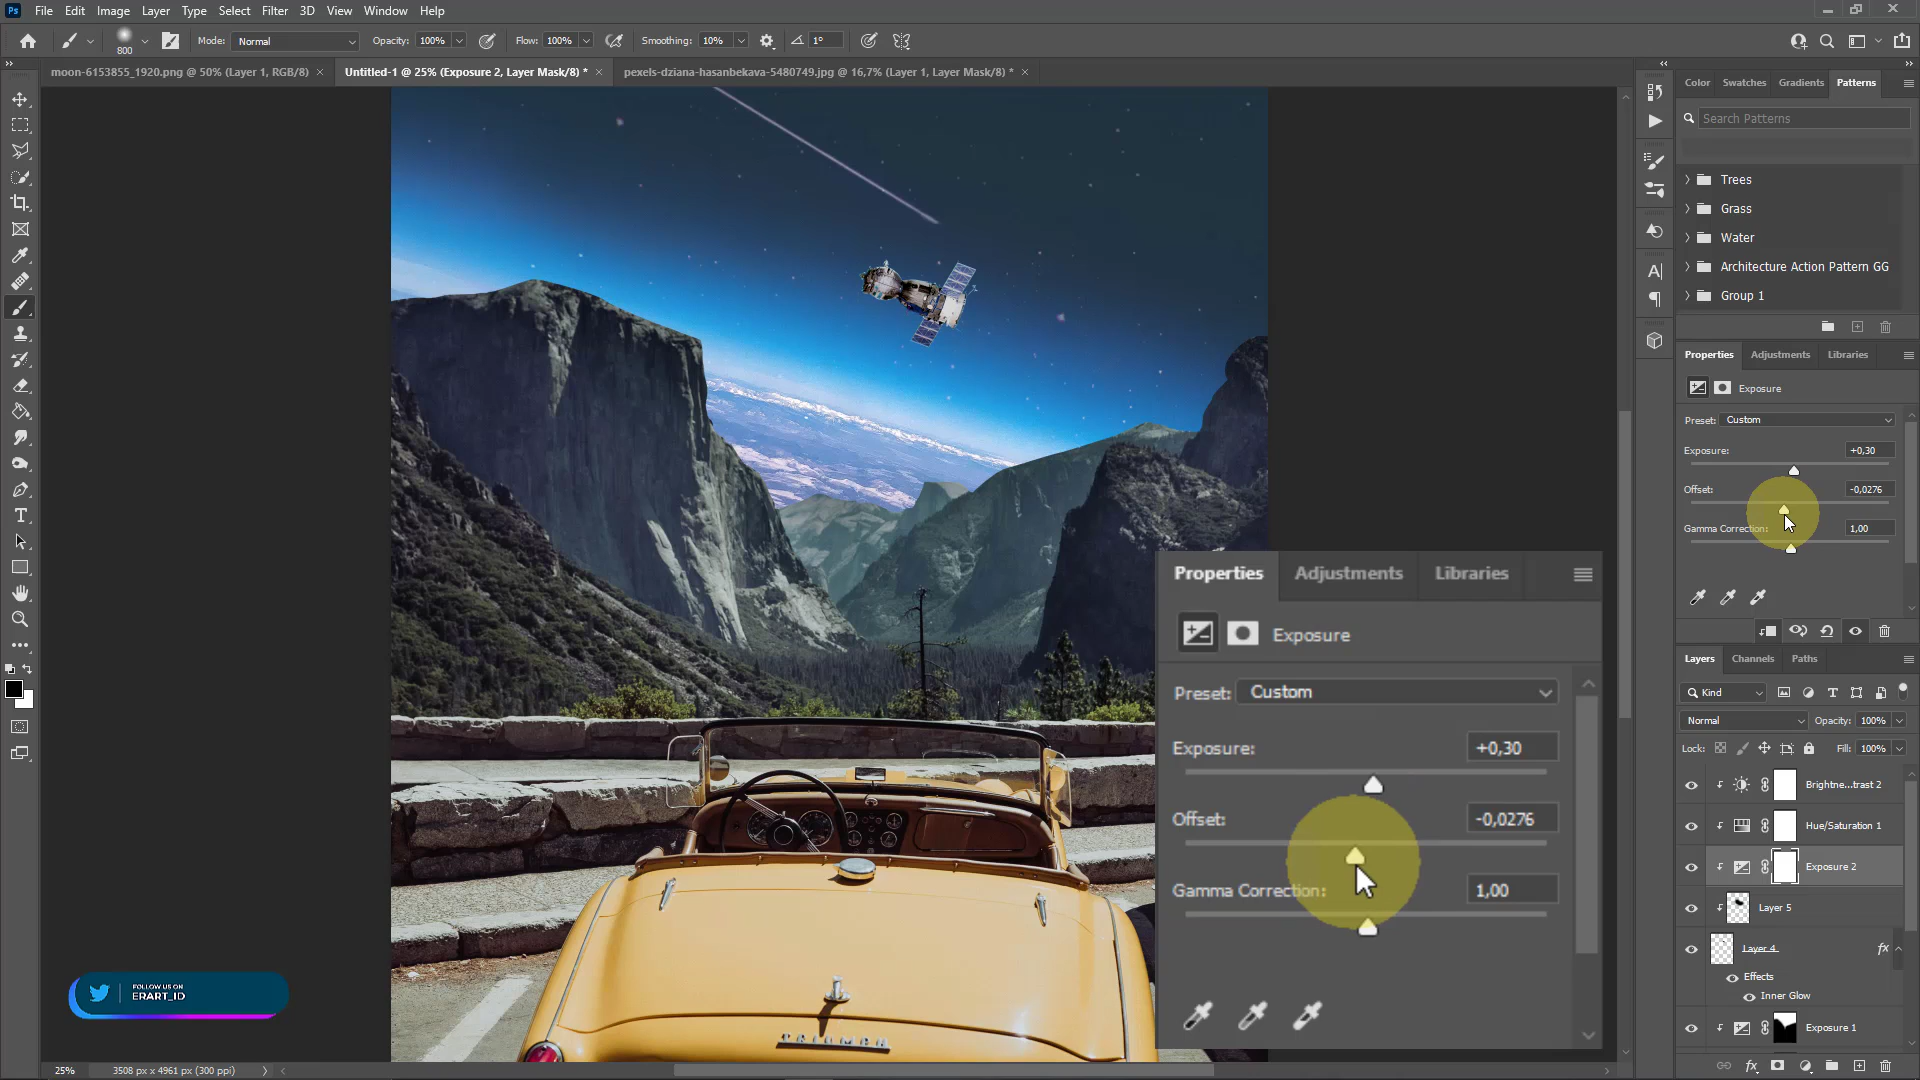 Ps File Edit Image Layer Type Select Filter 3D View Window Help
800 Mode: Normal Opacity: 100% Flow: 100% Smoothing: 10% 1°
moon-6153855_1920.png @ 50% (Layer 1, RGB/8) × Untitled-1 @ 25% (Exposure 2, Layer Mask/8) * × pexels-dziana-hasanbekava-5480749.jpg @ 16,7% (Layer 1, Layer Mask/8) * ×
Color Swatches Gradients Patterns
Search Patterns
Trees
Grass
Water
Architecture Action Pattern GG
Group 1
Properties Adjustments Libraries
Exposure
Preset: Custom
Exposure: +0,30
Offset: -0,0276
Gamma Correction: 1,00
Properties Adjustments Libraries
Exposure
Preset: Custom
Exposure: +0,30
Offset: -0,0276
Gamma Correction: 1,00
Layers Channels Paths
Kind
Normal Opacity: 100%
Lock: Fill: 100%
Brightne...trast 2
Hue/Saturation 1
Exposure 2
Layer 5
Layer 4 fx
Effects
Inner Glow
Exposure 1
FOLLOW US ON
ERART_ID
TRIUMPH
25% 3508 px x 4961 px (300 ppi)